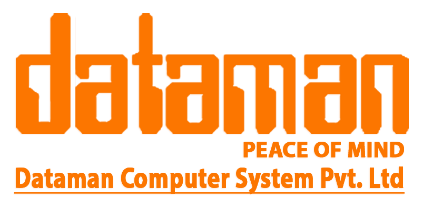 dataman
PEACE OF MIND
Dataman Computer System Pvt. Ltd